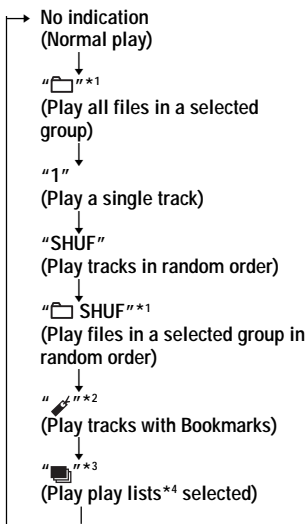 No indication
(Normal play)
“ ”*1
(Play all files in a selected
group)
“1”
(Play a single track)
“SHUF”
(Play tracks in random order)
“ SHUF”*1
(Play files in a selected group in
random order)
“ ”*2
(Play tracks with Bookmarks)
“ ”*3
(Play play lists*4 selected)